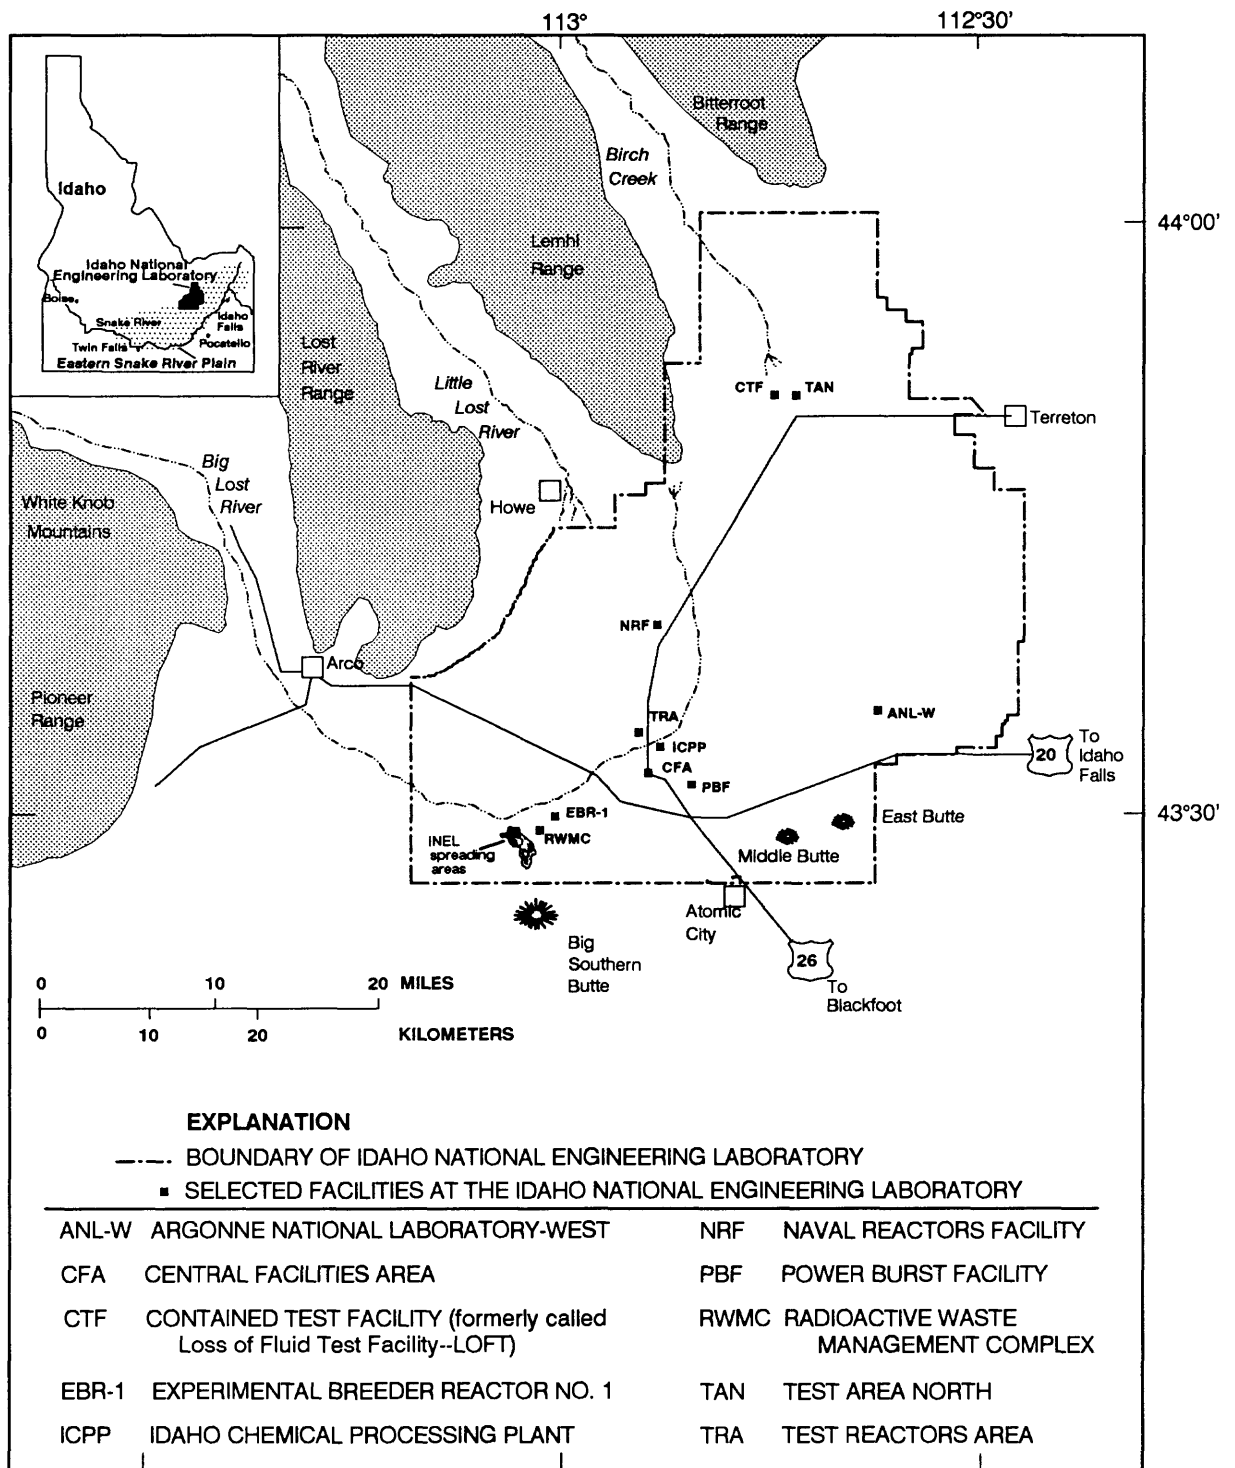 113°
112°30'
Idaho
Idaho National
Engineering Laboratory
Boise
Snake River
Idaho
Falls
Twin Falls
Pocatello
Eastern Snake River Plain
Bitterroot
Range
Birch
Creek
44°00'
Lemhi
Range
Lost
River
Range
Little
Lost
River
CTF
TAN
Terreton
Big
Lost
River
White Knob
Mountains
Howe
NRF
Arco
Pioneer
Range
TRA
ICPP
CFA
PBF
ANL-W
20
To
Idaho
Falls
EBR-1
RWMC
INEL
spreading
areas
43°30'
East Butte
Middle Butte
Atomic
City
Big
Southern
Butte
26
To
Blackfoot
0 10 20 MILES
0 10 20 KILOMETERS
EXPLANATION
BOUNDARY OF IDAHO NATIONAL ENGINEERING LABORATORY
SELECTED FACILITIES AT THE IDAHO NATIONAL ENGINEERING LABORATORY
ANL-W ARGONNE NATIONAL LABORATORY-WEST
CFA CENTRAL FACILITIES AREA
CTF CONTAINED TEST FACILITY (formerly called
Loss of Fluid Test Facility--LOFT)
EBR-1 EXPERIMENTAL BREEDER REACTOR NO. 1
ICPP IDAHO CHEMICAL PROCESSING PLANT
NRF NAVAL REACTORS FACILITY
PBF POWER BURST FACILITY
RWMC RADIOACTIVE WASTE
MANAGEMENT COMPLEX
TAN TEST AREA NORTH
TRA TEST REACTORS AREA